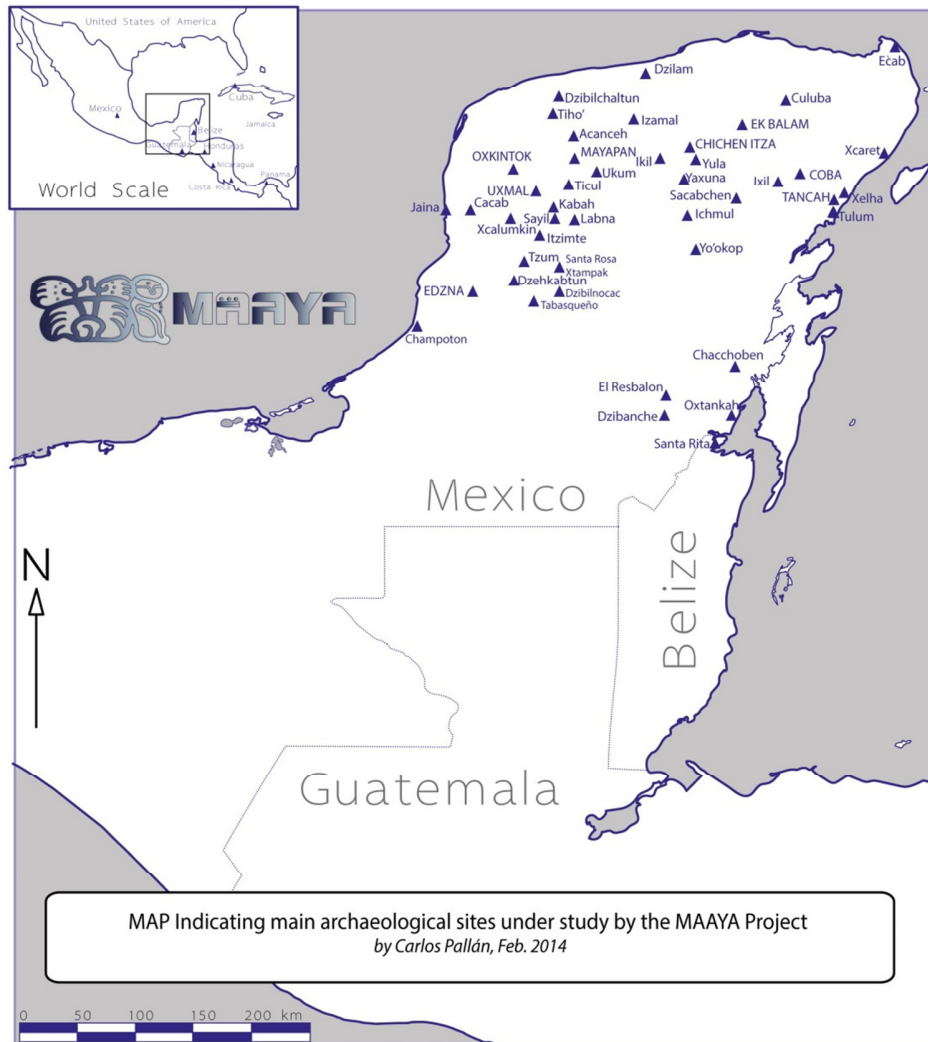 United States of America
Mexico
Cuba
Jamaica
Belize
Guatemala
Honduras
Nicaragua
Costa Rica
Panama
World Scale
Dzilam
Ecab
Dzibilchaltun
Culuba
Tiho'
Izamal
EK BALAM
Acanceh
CHICHEN ITZA
Xcaret
OXKINTOK
MAYAPAN
Ikil
Yula
Ukum
COBA
Yaxuna
Ixil
UXMAL
Ticul
Sacabchen
TANCAH
Xelha
Jaina
Cacab
Kabah
Ichmul
Tulum
Xcalumkin
Sayil
Labna
Itzimte
Yo'okop
Tzum
Santa Rosa
Xtampak
Dzehkabtun
EDZNA
Dzibilnocac
Tabasqueño
MAAYA
Champoton
Chacchoben
El Resbalon
Dzibanche
Oxtankah
Santa Rita
Mexico
Belize
N
Guatemala
MAP Indicating main archaeological sites under study by the MAAYA Project
by Carlos Pallán, Feb. 2014
0 50 100 150 200 km